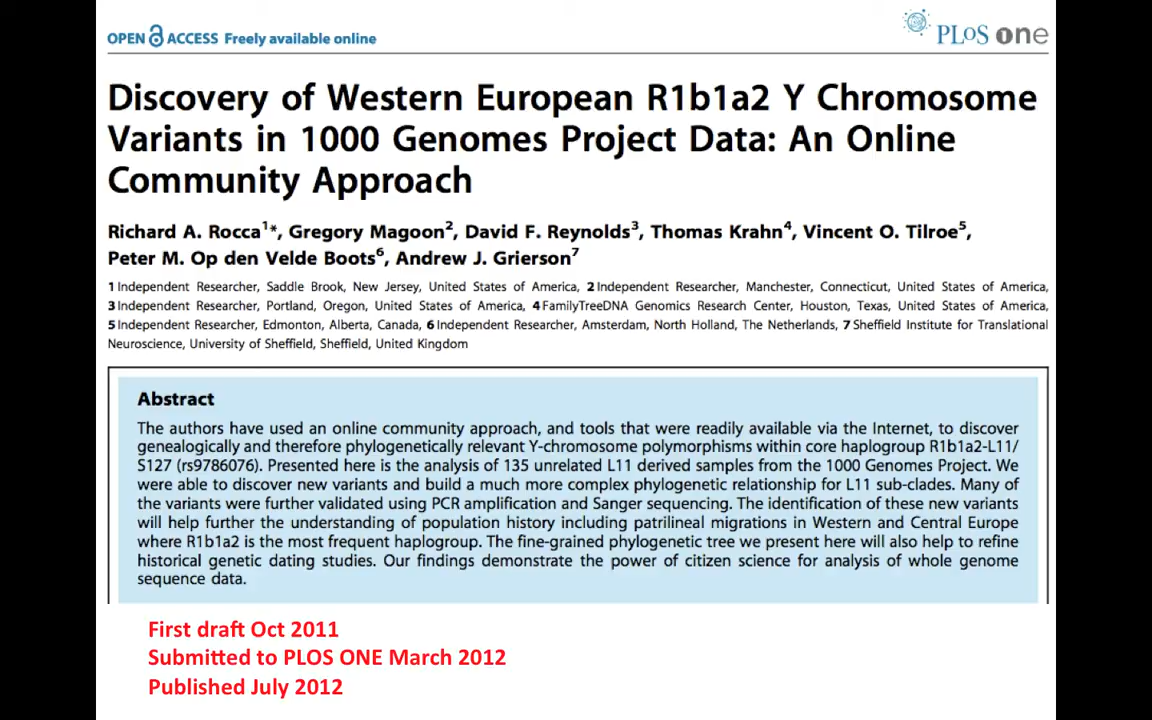 OPEN ACCESS Freely available online
PLoS one
Discovery of Western European R1b1a2 Y Chromosome
Variants in 1000 Genomes Project Data: An Online
Community Approach
Richard A. Rocca1*, Gregory Magoon2, David F. Reynolds3, Thomas Krahn4, Vincent O. Tilroe5,
Peter M. Op den Velde Boots6, Andrew J. Grierson7
1 Independent Researcher, Saddle Brook, New Jersey, United States of America, 2 Independent Researcher, Manchester, Connecticut, United States of America,
3 Independent Researcher, Portland, Oregon, United States of America, 4 FamilyTreeDNA Genomics Research Center, Houston, Texas, United States of America,
5 Independent Researcher, Edmonton, Alberta, Canada, 6 Independent Researcher, Amsterdam, North Holland, The Netherlands, 7 Sheffield Institute for Translational
Neuroscience, University of Sheffield, Sheffield, United Kingdom
Abstract
The authors have used an online community approach, and tools that were readily available via the Internet, to discover
genealogically and therefore phylogenetically relevant Y-chromosome polymorphisms within core haplogroup R1b1a2-L11/
S127 (rs9786076). Presented here is the analysis of 135 unrelated L11 derived samples from the 1000 Genomes Project. We
were able to discover new variants and build a much more complex phylogenetic relationship for L11 sub-clades. Many of
the variants were further validated using PCR amplification and Sanger sequencing. The identification of these new variants
will help further the understanding of population history including patrilineal migrations in Western and Central Europe
where R1b1a2 is the most frequent haplogroup. The fine-grained phylogenetic tree we present here will also help to refine
historical genetic dating studies. Our findings demonstrate the power of citizen science for analysis of whole genome
sequence data.
First draft Oct 2011
Submitted to PLOS ONE March 2012
Published July 2012